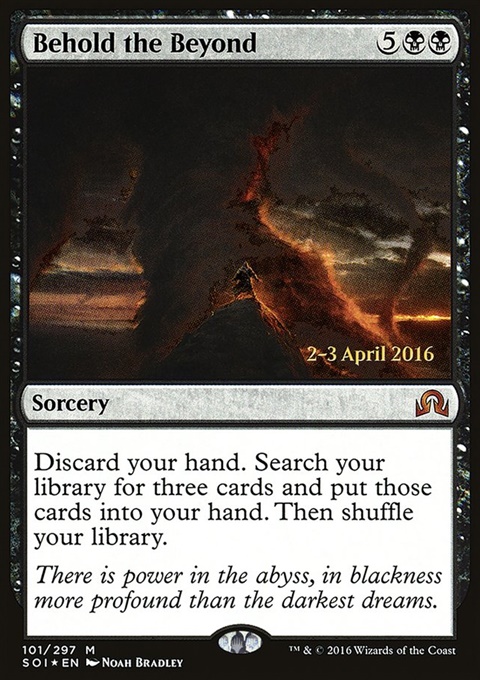 Behold the Beyond 5
2–3 April 2016
Sorcery
Discard your hand. Search your
library for three cards and put those
cards into your hand. Then shuffle
your library.
There is power in the abyss, in blackness
more profound than the darkest dreams.
101/297 M
SOI★EN Noah Bradley
™ & © 2016 Wizards of the Coast